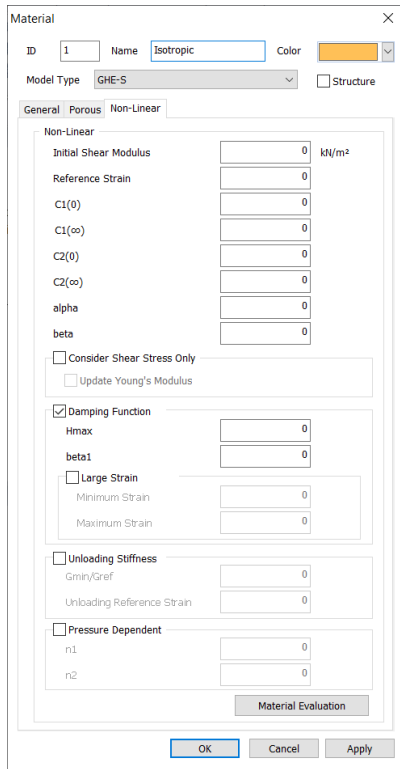 Material
ID 1 Name Isotropic Color
Model Type GHE-S Structure
General Porous Non-Linear
Non-Linear
Initial Shear Modulus 0 kN/m²
Reference Strain 0
C1(0) 0
C1(∞) 0
C2(0) 0
C2(∞) 0
alpha 0
beta 0
Consider Shear Stress Only
Update Young's Modulus
Damping Function
Hmax 0
beta1 0
Large Strain
Minimum Strain 0
Maximum Strain 0
Unloading Stiffness
Gmin/Gref 0
Unloading Reference Strain 0
Pressure Dependent
n1 0
n2 0
Material Evaluation
OK Cancel Apply